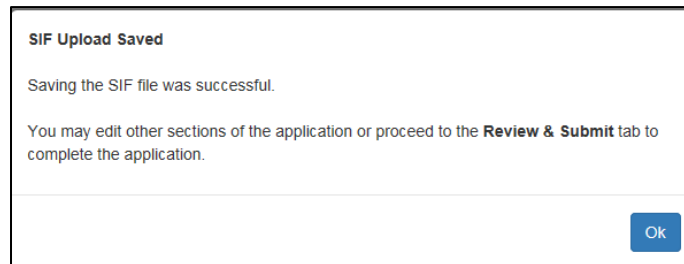 SIF Upload Saved
Saving the SIF file was successful.
You may edit other sections of the application or proceed to the Review & Submit tab to
complete the application.
Ok